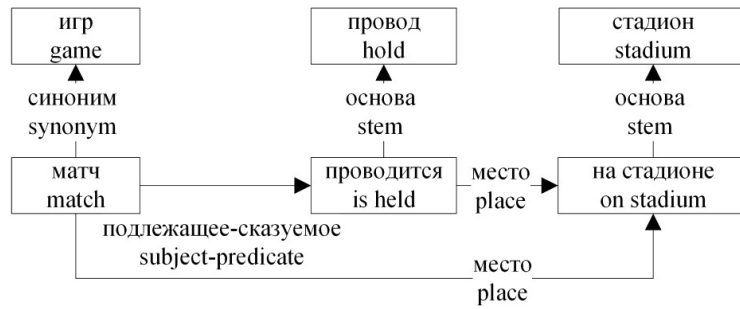 игр
game
провод
hold
стадион
stadium
синоним
synonym
основа
stem
основа
stem
матч
match
проводится
is held
место
place
на стадионе
on stadium
подлежащее-сказуемое
subject-predicate
место
place